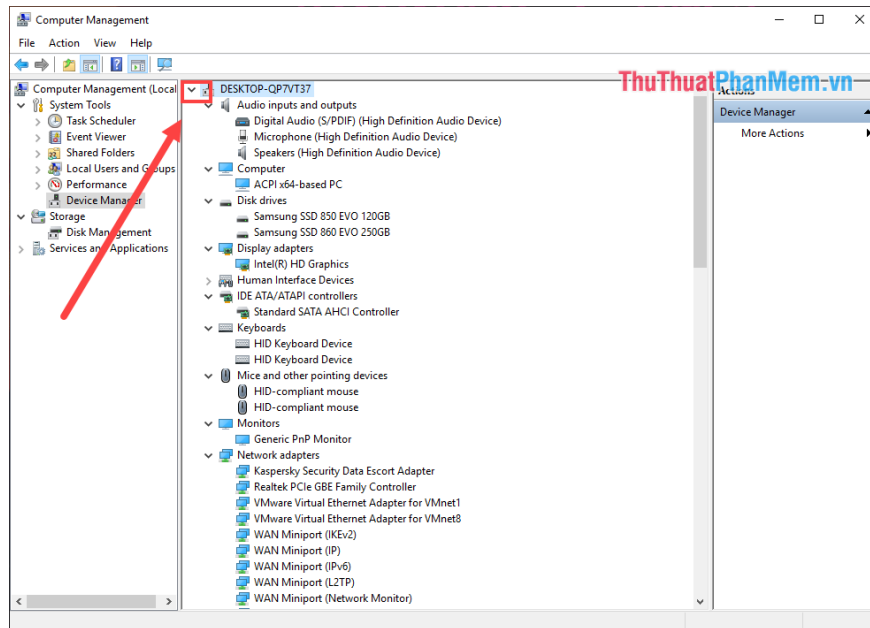 Computer Management
File Action View Help
ThuThuatPhanMem.vn
Computer Management (Local
System Tools
Task Scheduler
Event Viewer
Shared Folders
Local Users and Groups
Performance
Device Manager
Storage
Disk Management
Services and Applications
DESKTOP-QP7VT37
Audio inputs and outputs
Digital Audio (S/PDIF) (High Definition Audio Device)
Microphone (High Definition Audio Device)
Speakers (High Definition Audio Device)
Computer
ACPI x64-based PC
Disk drives
Samsung SSD 850 EVO 120GB
Samsung SSD 860 EVO 250GB
Display adapters
Intel(R) HD Graphics
Human Interface Devices
IDE ATA/ATAPI controllers
Standard SATA AHCI Controller
Keyboards
HID Keyboard Device
HID Keyboard Device
Mice and other pointing devices
HID-compliant mouse
HID-compliant mouse
Monitors
Generic PnP Monitor
Network adapters
Kaspersky Security Data Escort Adapter
Realtek PCIe GBE Family Controller
VMware Virtual Ethernet Adapter for VMnet1
VMware Virtual Ethernet Adapter for VMnet8
WAN Miniport (IKEv2)
WAN Miniport (IP)
WAN Miniport (IPv6)
WAN Miniport (L2TP)
WAN Miniport (Network Monitor)
Actions
Device Manager
More Actions